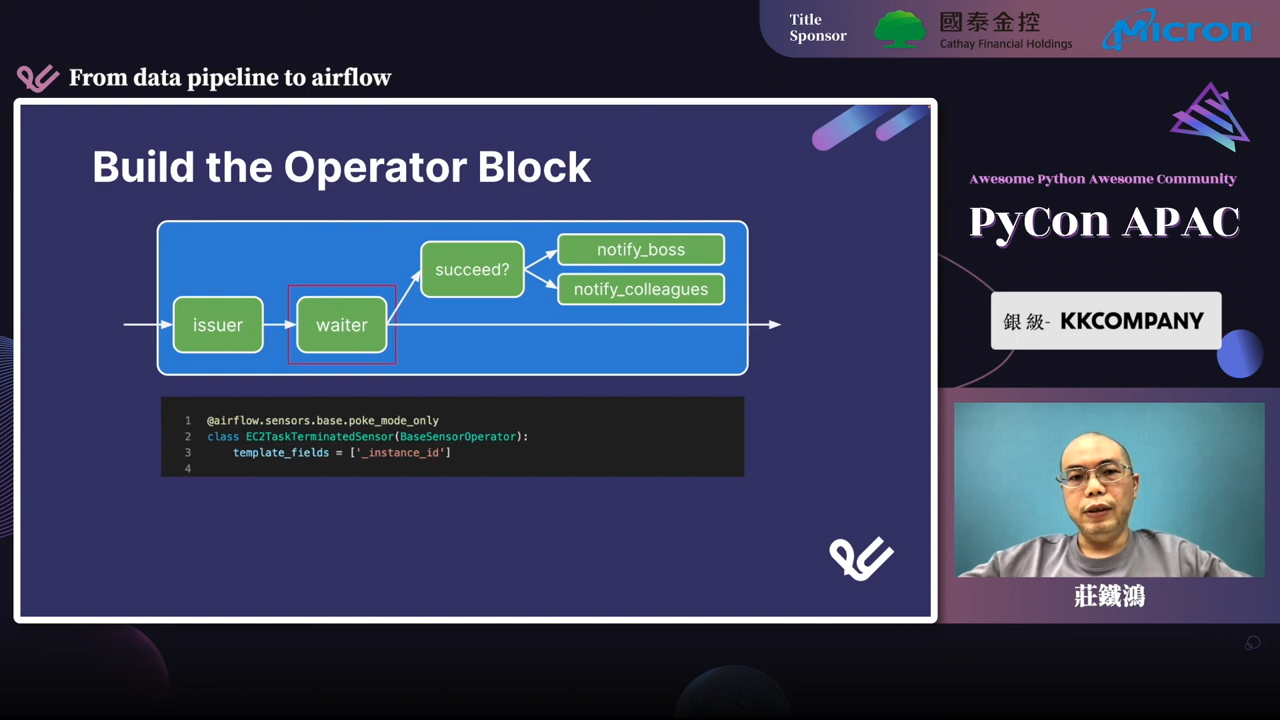 Title
Sponsor
國泰金控
Cathay Financial Holdings
Micron
From data pipeline to airflow
Build the Operator Block
succeed?
notify_boss
notify_colleagues
issuer
waiter
1 @airflow.sensors.base.poke_mode_only
2 class EC2TaskTerminatedSensor(BaseSensorOperator):
3 template_fields = ['_instance_id']
4
Awesome Python Awesome Community
PyCon APAC
銀級- KKCOMPANY
莊鐵鴻